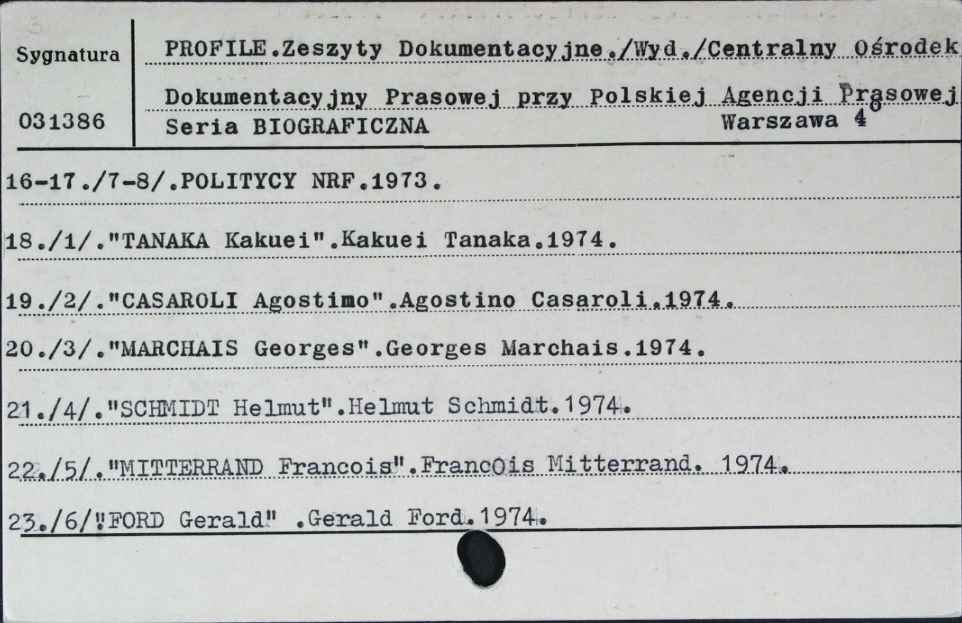 Sygnatura
PROFILE.Zeszyty Dokumentacyjne./Wyd./Centralny Ośrodek
Dokumentacyjny Prasowej przy Polskiej Agencji Prasowej
031386
Seria BIOGRAFICZNA Warszawa 4°
16-17./7-8/.POLITYCY NRF.1973.
18./1/."TANAKA Kakuei".Kakuei Tanaka.1974.
19./2/."CASAROLI Agostimo".Agostino Casaroli.1974.
20./3/."MARCHAIS Georges".Georges Marchais.1974.
21./4/."SCHMIDT Helmut".Helmut Schmidt.1974.
22./5/."MITTERRAND Francois".FrancOis Mitterrand. 1974.
23./6/"FORD Gerald" .Gerald Ford.1974.